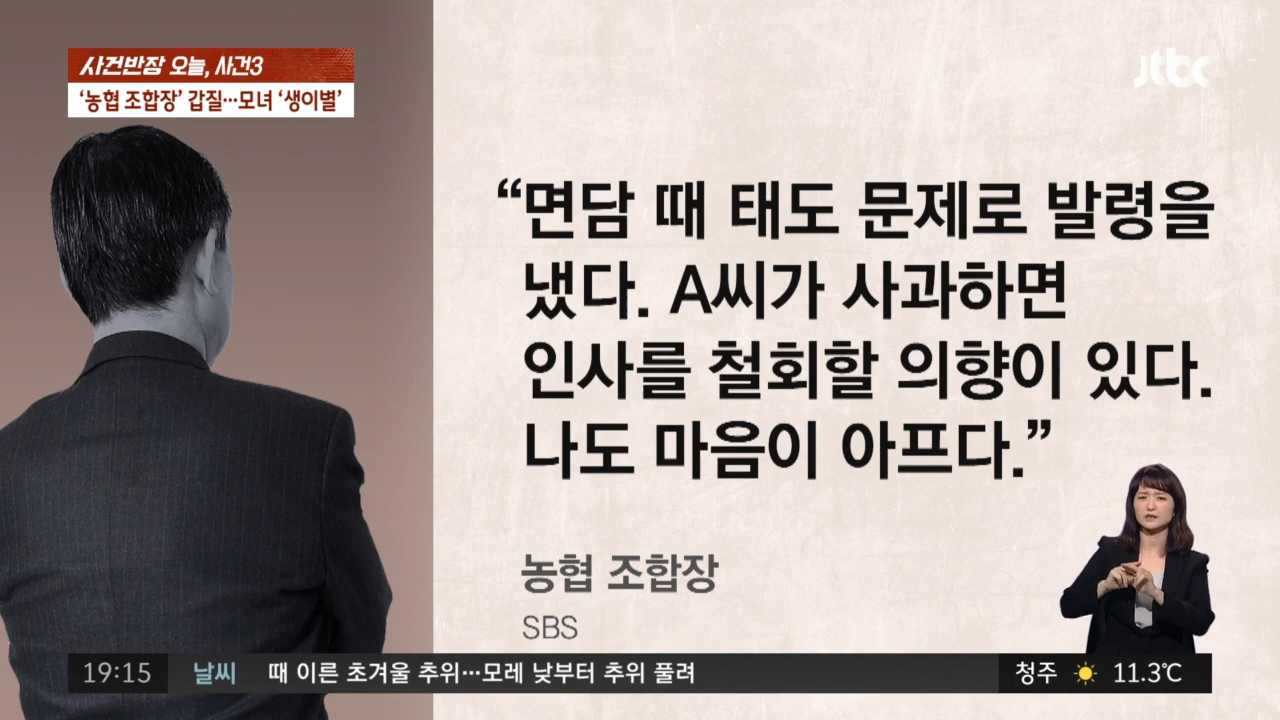 사건반장 오늘, 사건3
‘농협 조합장’ 갑질…모녀 ‘생이별’
jtbc
“면담 때 태도 문제로 발령을
냈다. A씨가 사과하면
인사를 철회할 의향이 있다.
나도 마음이 아프다.”
농협 조합장
SBS
19:15 날씨 때 이른 초겨울 추위…모레 낮부터 추위 풀려 청주 11.3℃